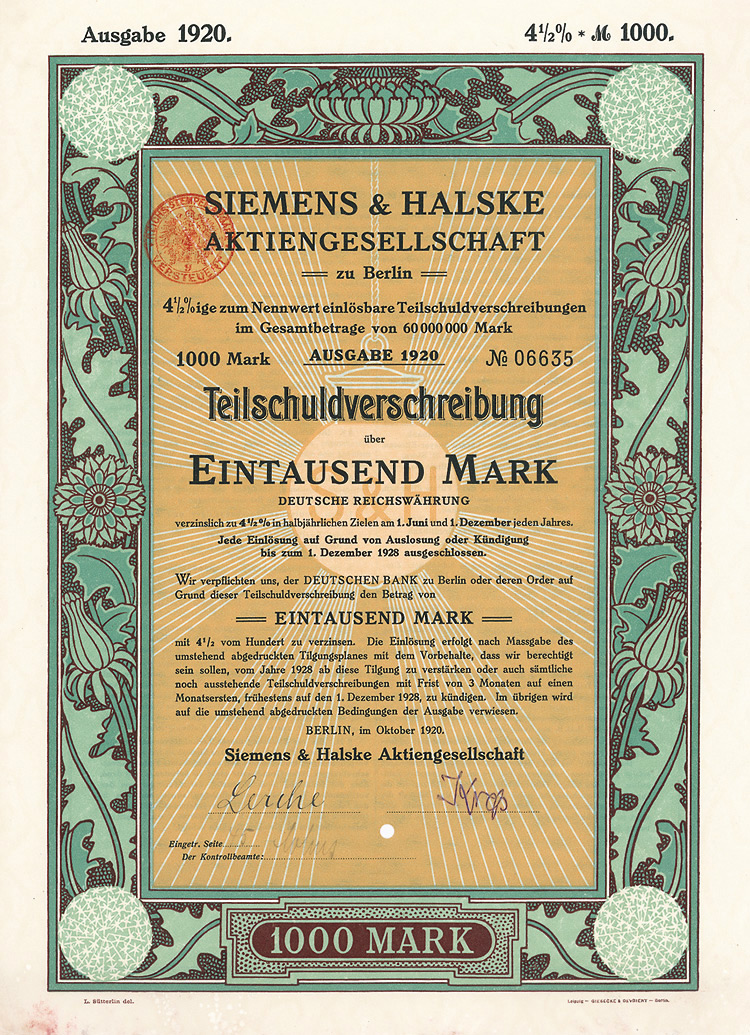 Ausgabe 1920.
4½% * ℳ 1000.
SIEMENS & HALSKE
AKTIENGESELLSCHAFT
zu Berlin
4½%ige zum Nennwert einlösbare Teilschuldverschreibungen
im Gesamtbetrage von 60 000 000 Mark
1000 Mark AUSGABE 1920 № 06635
Teilschuldverschreibung
über
EINTAUSEND MARK
DEUTSCHE REICHSWÄHRUNG
verzinslich zu 4½% in halbjährlichen Zielen am 1. Juni und 1. Dezember jeden Jahres.
Jede Einlösung auf Grund von Auslosung oder Kündigung
bis zum 1. Dezember 1928 ausgeschlossen.
Wir verpflichten uns, der DEUTSCHEN BANK zu Berlin oder deren Order auf
Grund dieser Teilschuldverschreibung den Betrag von
EINTAUSEND MARK
mit 4½ vom Hundert zu verzinsen. Die Einlösung erfolgt nach Massgabe des
umstehend abgedruckten Tilgungsplanes mit dem Vorbehalte, dass wir berechtigt
sein sollen, vom Jahre 1928 ab diese Tilgung zu verstärken oder auch sämtliche
noch ausstehende Teilschuldverschreibungen mit Frist von 3 Monaten auf einen
Monatsersten, frühestens auf den 1. Dezember 1928, zu kündigen. Im übrigen wird
auf die umstehend abgedruckten Bedingungen der Ausgabe verwiesen.
BERLIN, im Oktober 1920.
Siemens & Halske Aktiengesellschaft
Lerche
Eingetr. Seite
Der Kontrollbeamte:
1000 MARK
L. Sütterlin del.
Leipzig — GIESECKE & DEVRIENT — Berlin.
VERSTEUERT